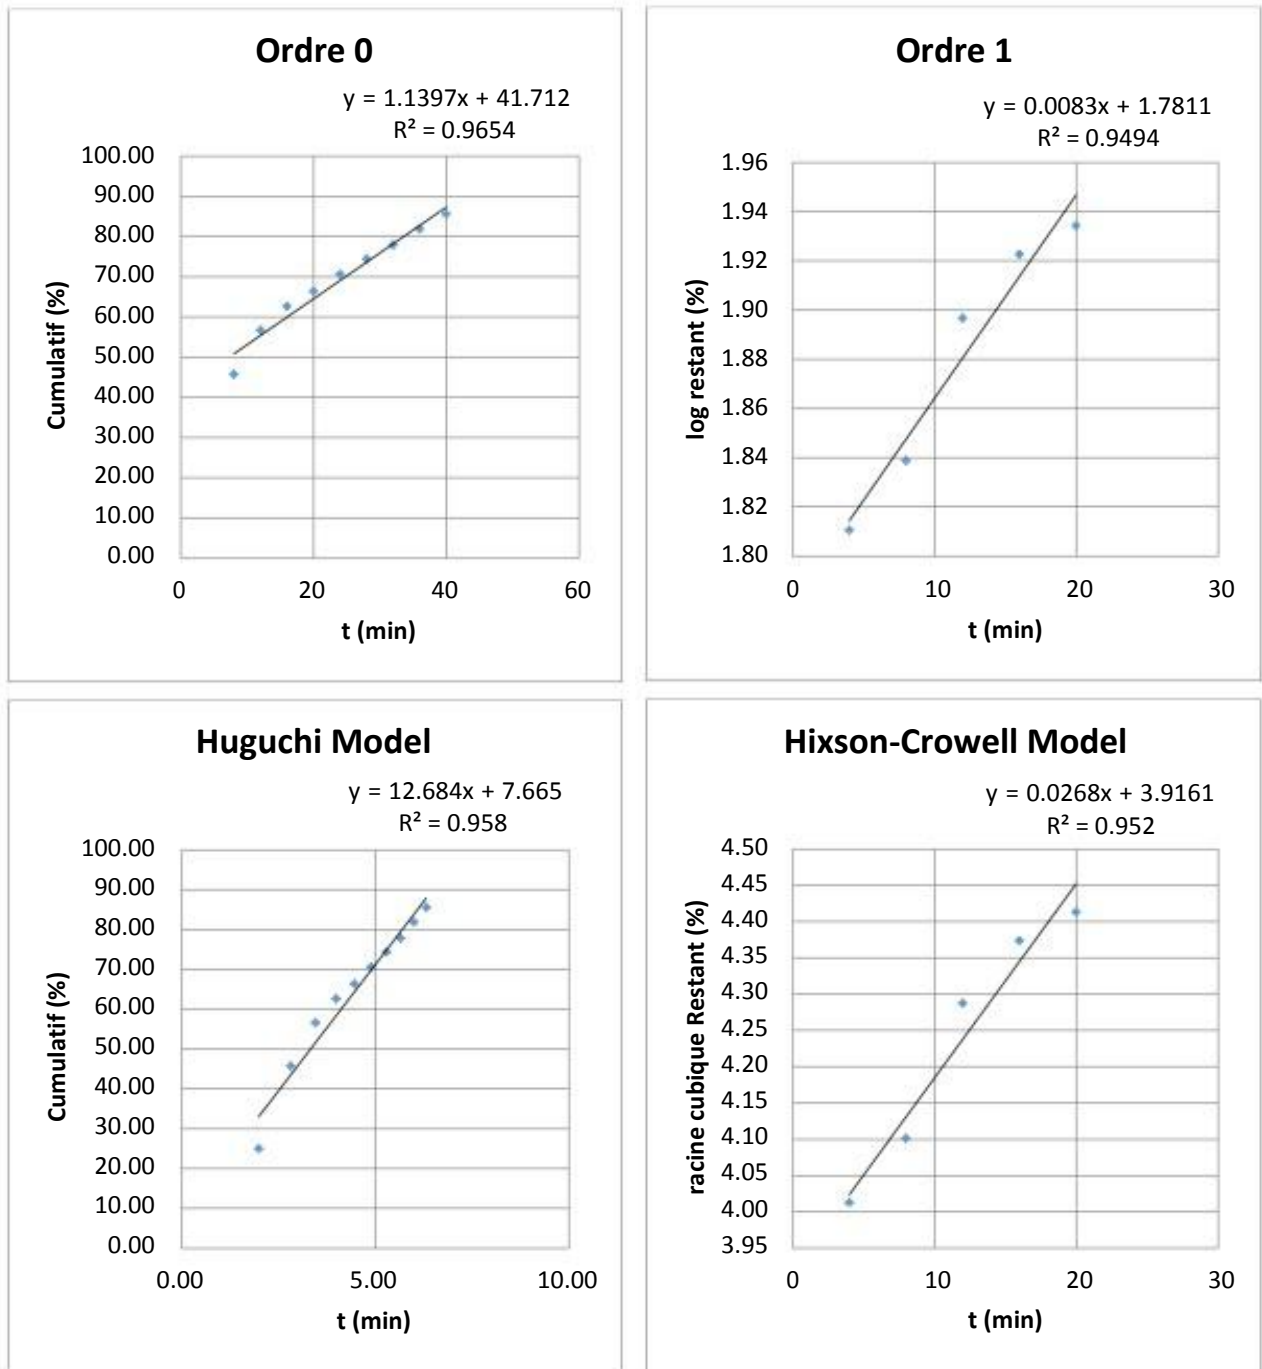 Ordre 0
y = 1.1397x + 41.712
R² = 0.9654
100.00
90.00
80.00
70.00
60.00
50.00
40.00
30.00
20.00
10.00
0.00
Cumulatif (%)
0 20 40 60
t (min)
Ordre 1
y = 0.0083x + 1.7811
R² = 0.9494
1.96
1.94
1.92
1.90
1.88
1.86
1.84
1.82
1.80
log restant (%)
0 10 20 30
t (min)
Huguchi Model
y = 12.684x + 7.665
R² = 0.958
100.00
90.00
80.00
70.00
60.00
50.00
40.00
30.00
20.00
10.00
0.00
Cumulatif (%)
0.00 5.00 10.00
t (min)
Hixson-Crowell Model
y = 0.0268x + 3.9161
R² = 0.952
4.50
4.45
4.40
4.35
4.30
4.25
4.20
4.15
4.10
4.05
4.00
3.95
racine cubique Restant (%)
0 10 20 30
t (min)